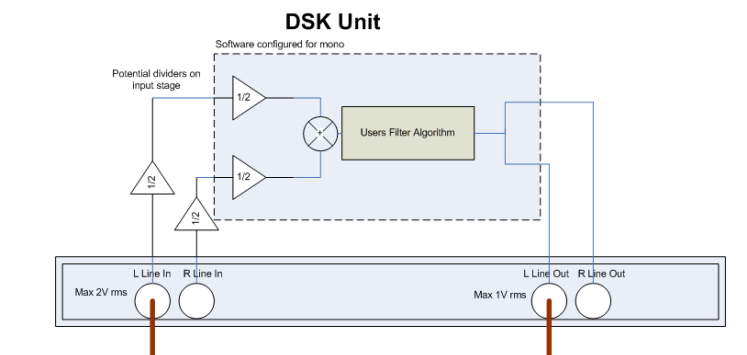 DSK Unit
Software configured for mono
Potential dividers on
input stage
1/2
1/2
Users Filter Algorithm
1/2
1/2
+
L Line In
R Line In
L Line Out
R Line Out
Max 2V rms
Max 1V rms